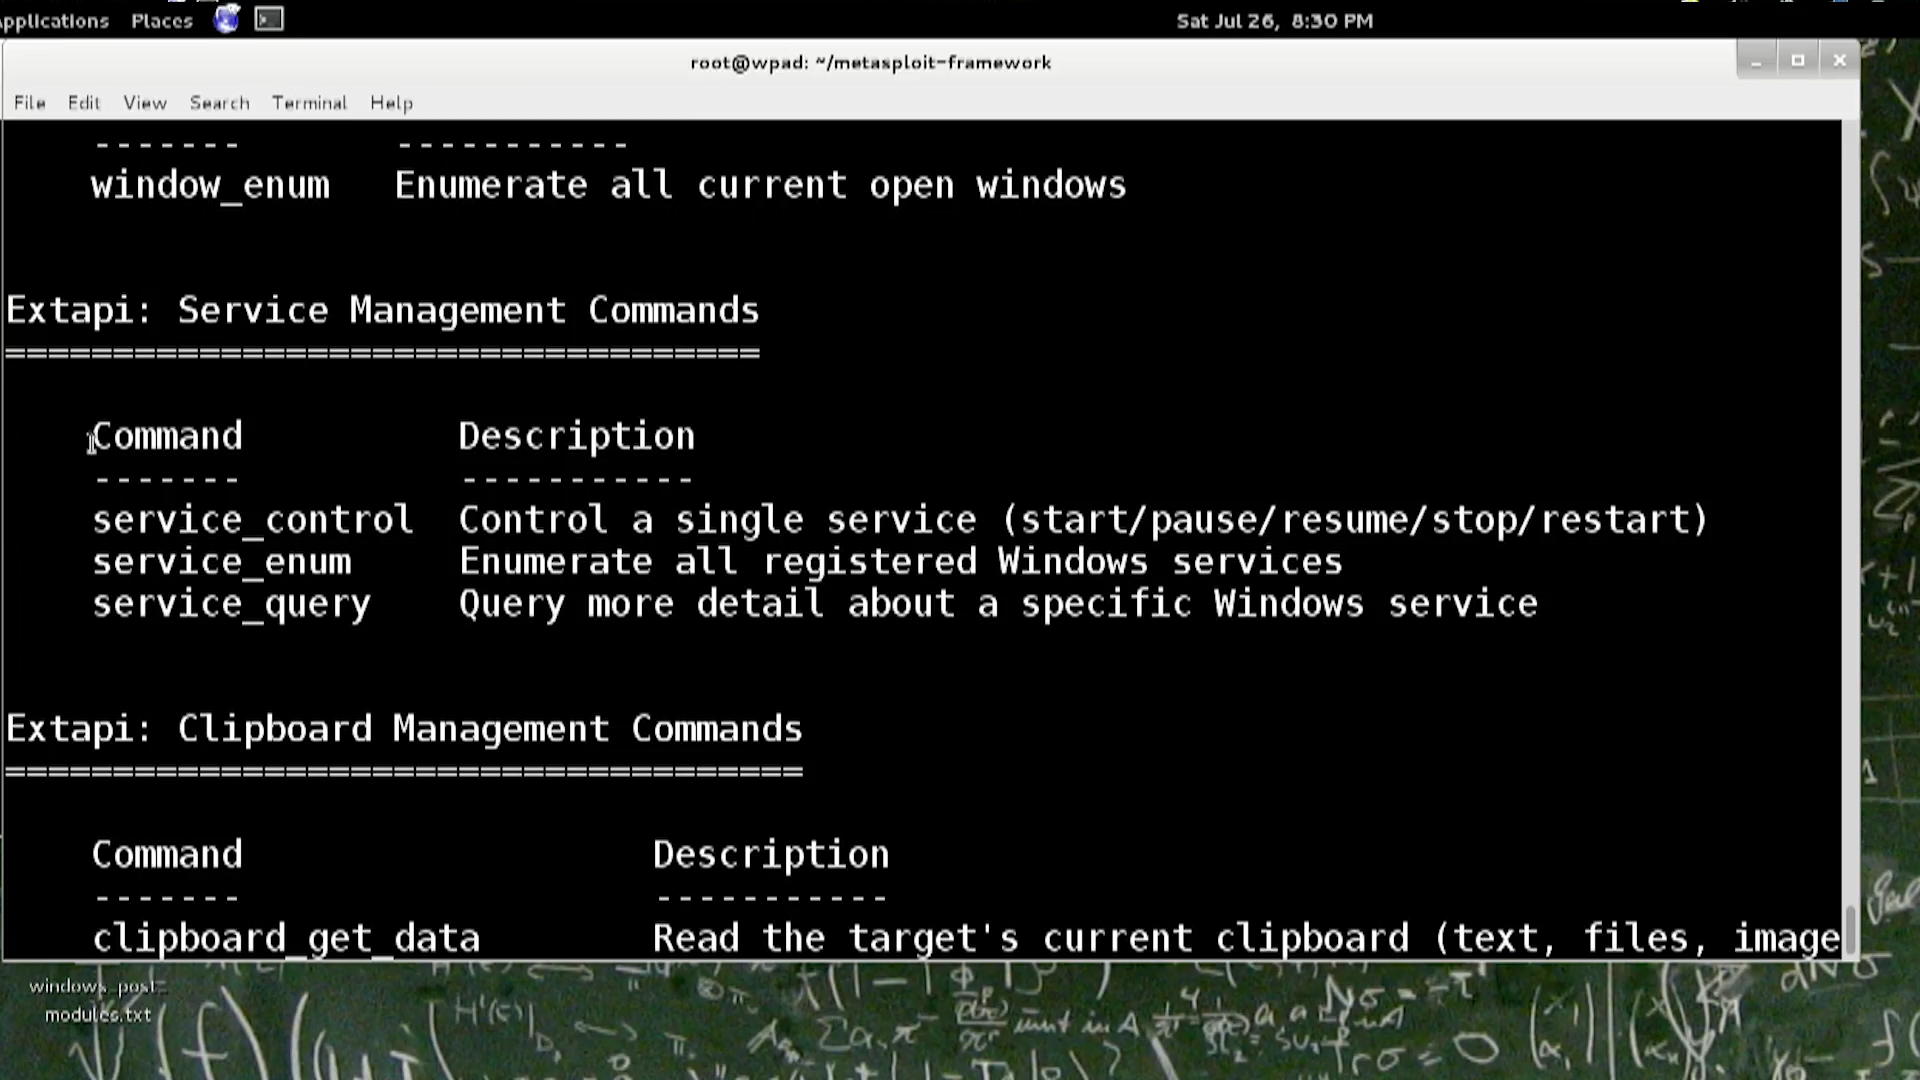 Applications Places
Sat Jul 26, 8:30 PM
root@wpad: ~/metasploit-framework
File Edit View Search Terminal Help
------- -----------
window_enum Enumerate all current open windows
Extapi: Service Management Commands
===================================
Command Description
------- -----------
service_control Control a single service (start/pause/resume/stop/restart)
service_enum Enumerate all registered Windows services
service_query Query more detail about a specific Windows service
Extapi: Clipboard Management Commands
=====================================
Command Description
------- -----------
clipboard_get_data Read the target's current clipboard (text, files, image
windows_post_
modules.txt